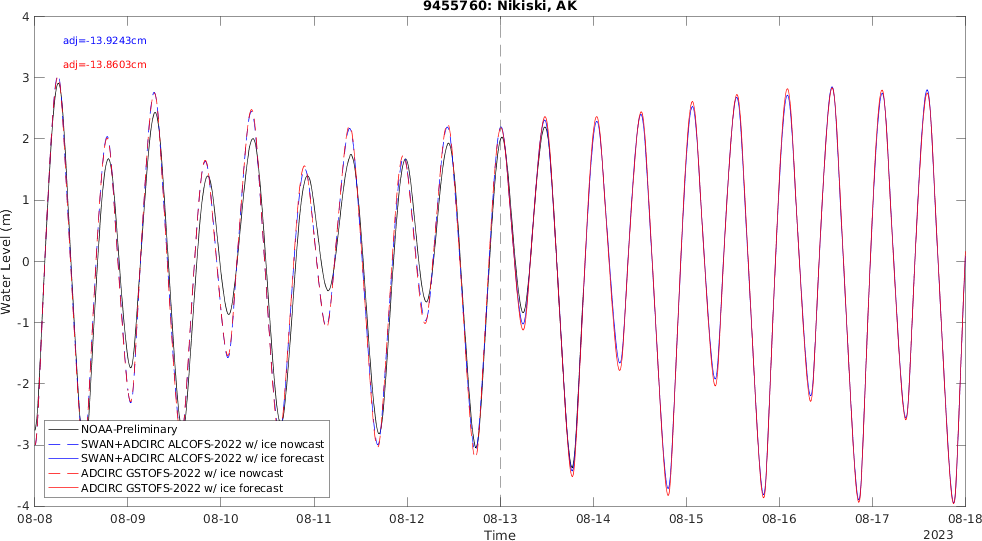 9455760: Nikiski, AK
adj=-13.9243cm
adj=-13.8603cm
Water Level (m)
4
3
2
1
0
-1
-2
-3
-4
NOAA-Preliminary
SWAN+ADCIRC ALCOFS-2022 w/ ice nowcast
SWAN+ADCIRC ALCOFS-2022 w/ ice forecast
ADCIRC GSTOFS-2022 w/ ice nowcast
ADCIRC GSTOFS-2022 w/ ice forecast
08-08 08-09 08-10 08-11 08-12 08-13 08-14 08-15 08-16 08-17 08-18
Time
2023